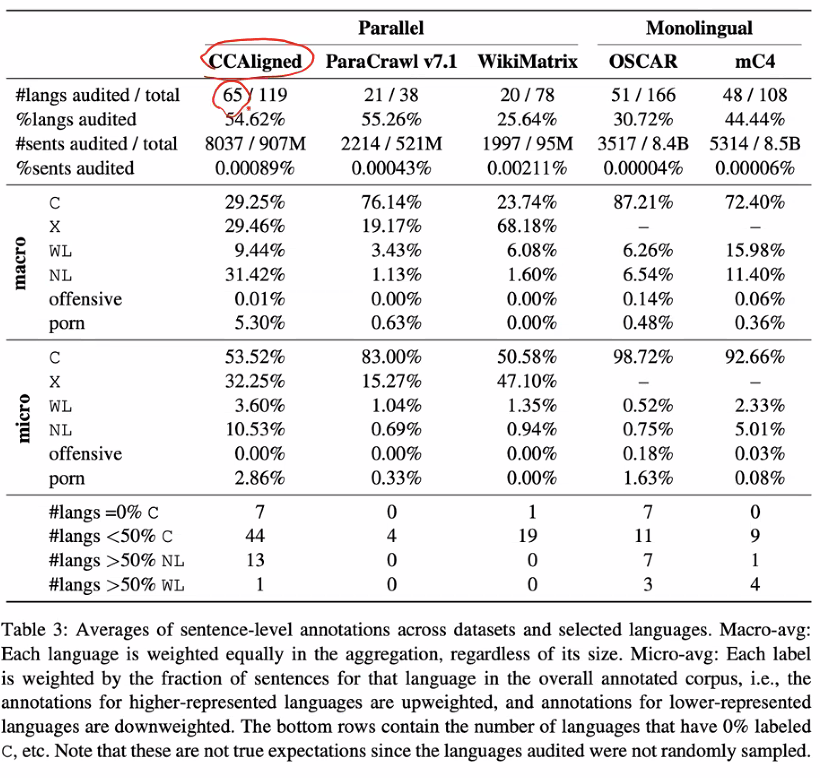 Parallel Monolingual
CCAligned ParaCrawl v7.1 WikiMatrix OSCAR mC4
#langs audited / total 65 / 119 21 / 38 20 / 78 51 / 166 48 / 108
%langs audited 54.62% 55.26% 25.64% 30.72% 44.44%
#sents audited / total 8037 / 907M 2214 / 521M 1997 / 95M 3517 / 8.4B 5314 / 8.5B
%sents audited 0.00089% 0.00043% 0.00211% 0.00004% 0.00006%
macro
C 29.25% 76.14% 23.74% 87.21% 72.40%
X 29.46% 19.17% 68.18% – –
WL 9.44% 3.43% 6.08% 6.26% 15.98%
NL 31.42% 1.13% 1.60% 6.54% 11.40%
offensive 0.01% 0.00% 0.00% 0.14% 0.06%
porn 5.30% 0.63% 0.00% 0.48% 0.36%
micro
C 53.52% 83.00% 50.58% 98.72% 92.66%
X 32.25% 15.27% 47.10% – –
WL 3.60% 1.04% 1.35% 0.52% 2.33%
NL 10.53% 0.69% 0.94% 0.75% 5.01%
offensive 0.00% 0.00% 0.00% 0.18% 0.03%
porn 2.86% 0.33% 0.00% 1.63% 0.08%
#langs =0% C 7 0 1 7 0
#langs <50% C 44 4 19 11 9
#langs >50% NL 13 0 0 7 1
#langs >50% WL 1 0 0 3 4
Table 3: Averages of sentence-level annotations across datasets and selected languages. Macro-avg:
Each language is weighted equally in the aggregation, regardless of its size. Micro-avg: Each label
is weighted by the fraction of sentences for that language in the overall annotated corpus, i.e., the
annotations for higher-represented languages are upweighted, and annotations for lower-represented
languages are downweighted. The bottom rows contain the number of languages that have 0% labeled
C, etc. Note that these are not true expectations since the languages audited were not randomly sampled.